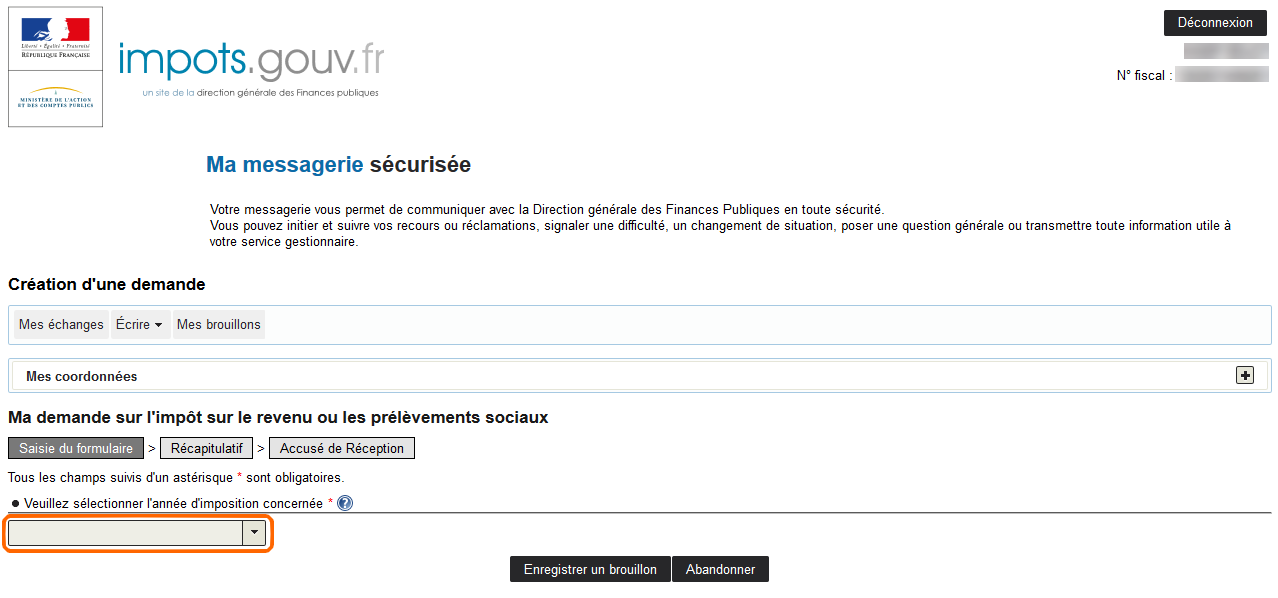 Liberté • Égalité • Fraternité
RÉPUBLIQUE FRANÇAISE
MINISTÈRE DE L'ACTION
ET DES COMPTES PUBLICS
impots.gouv.fr
un site de la direction générale des Finances publiques
Déconnexion
N° fiscal :
Ma messagerie sécurisée
Votre messagerie vous permet de communiquer avec la Direction générale des Finances Publiques en toute sécurité.
Vous pouvez initier et suivre vos recours ou réclamations, signaler une difficulté, un changement de situation, poser une question générale ou transmettre toute information utile à
votre service gestionnaire.
Création d'une demande
Mes échanges Écrire Mes brouillons
Mes coordonnées
Ma demande sur l'impôt sur le revenu ou les prélèvements sociaux
Saisie du formulaire > Récapitulatif > Accusé de Réception
Tous les champs suivis d'un astérisque * sont obligatoires.
• Veuillez sélectionner l'année d'imposition concernée * ?
Enregistrer un brouillon Abandonner